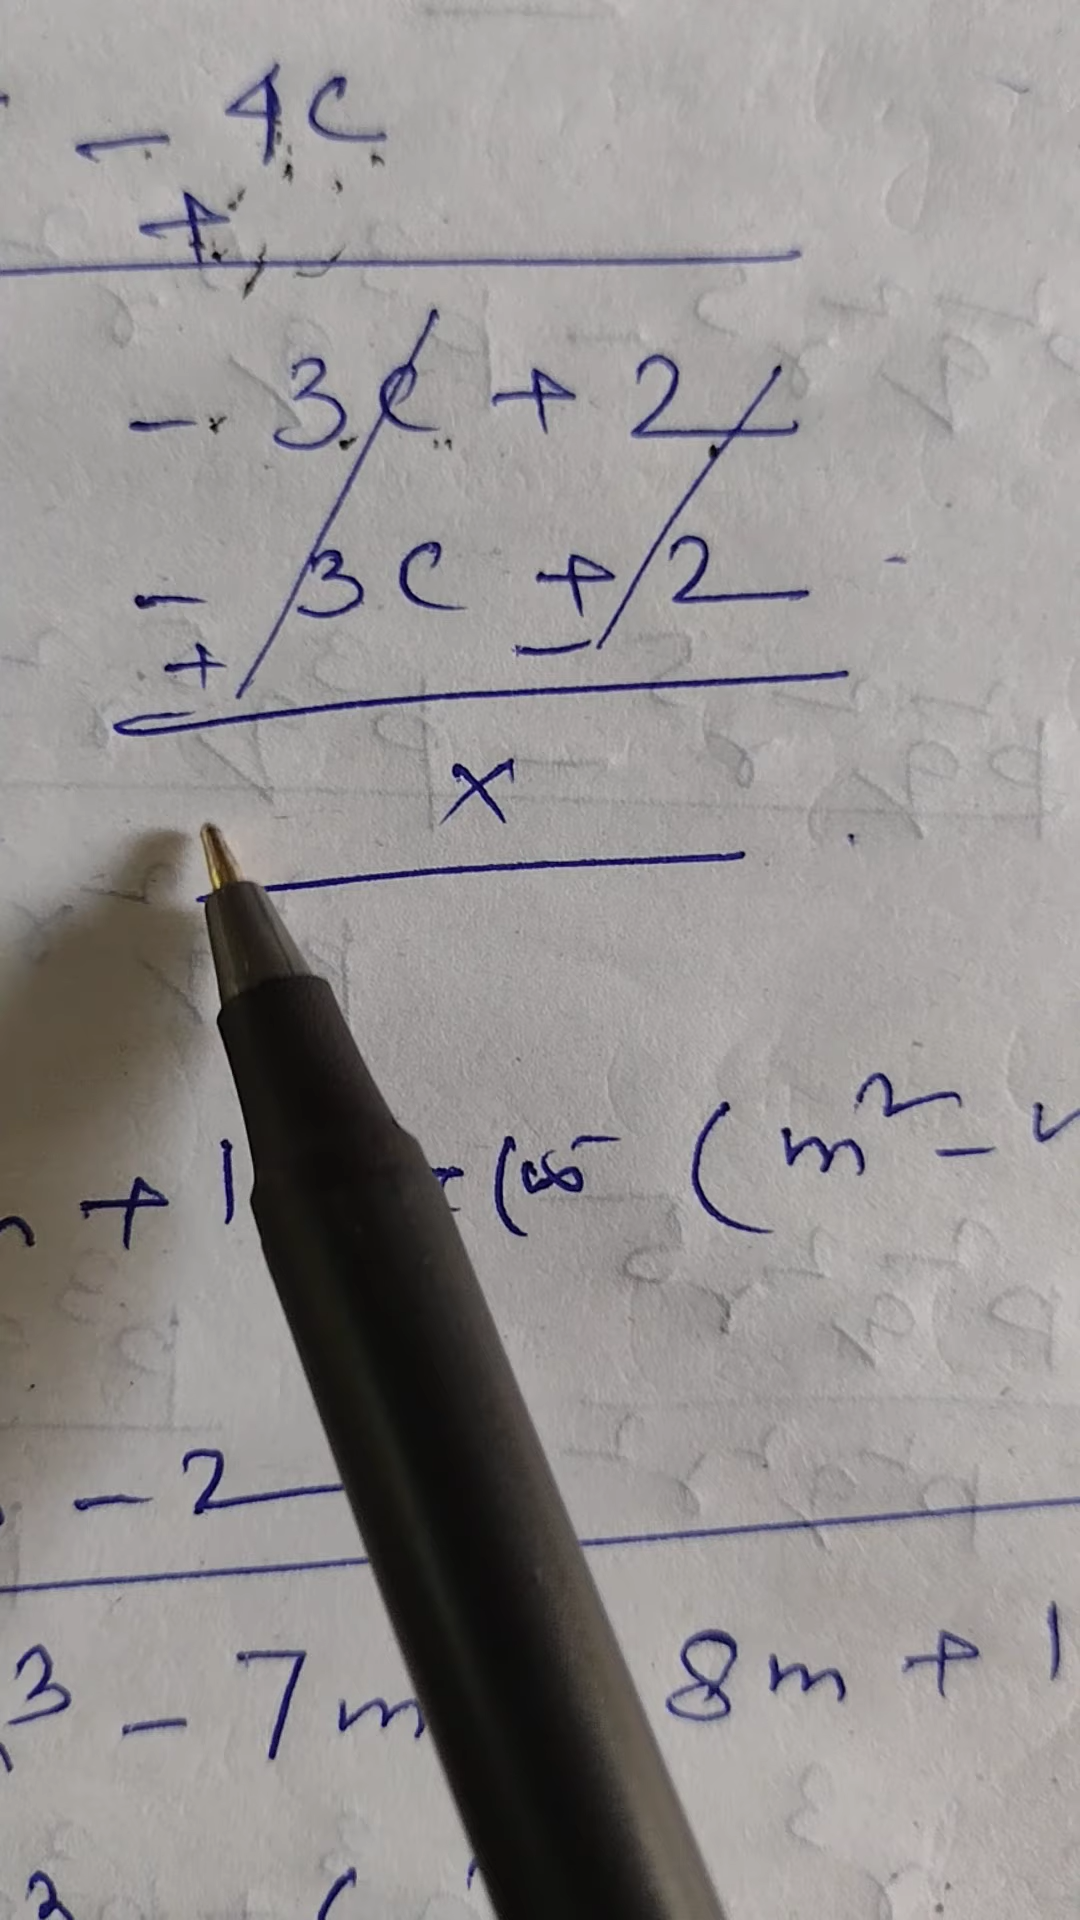 - 4C
+
- 3C + 2
- 3C + 2
+ -
x
+ 1 (m² -
- 2
3 - 7m 8m + 1